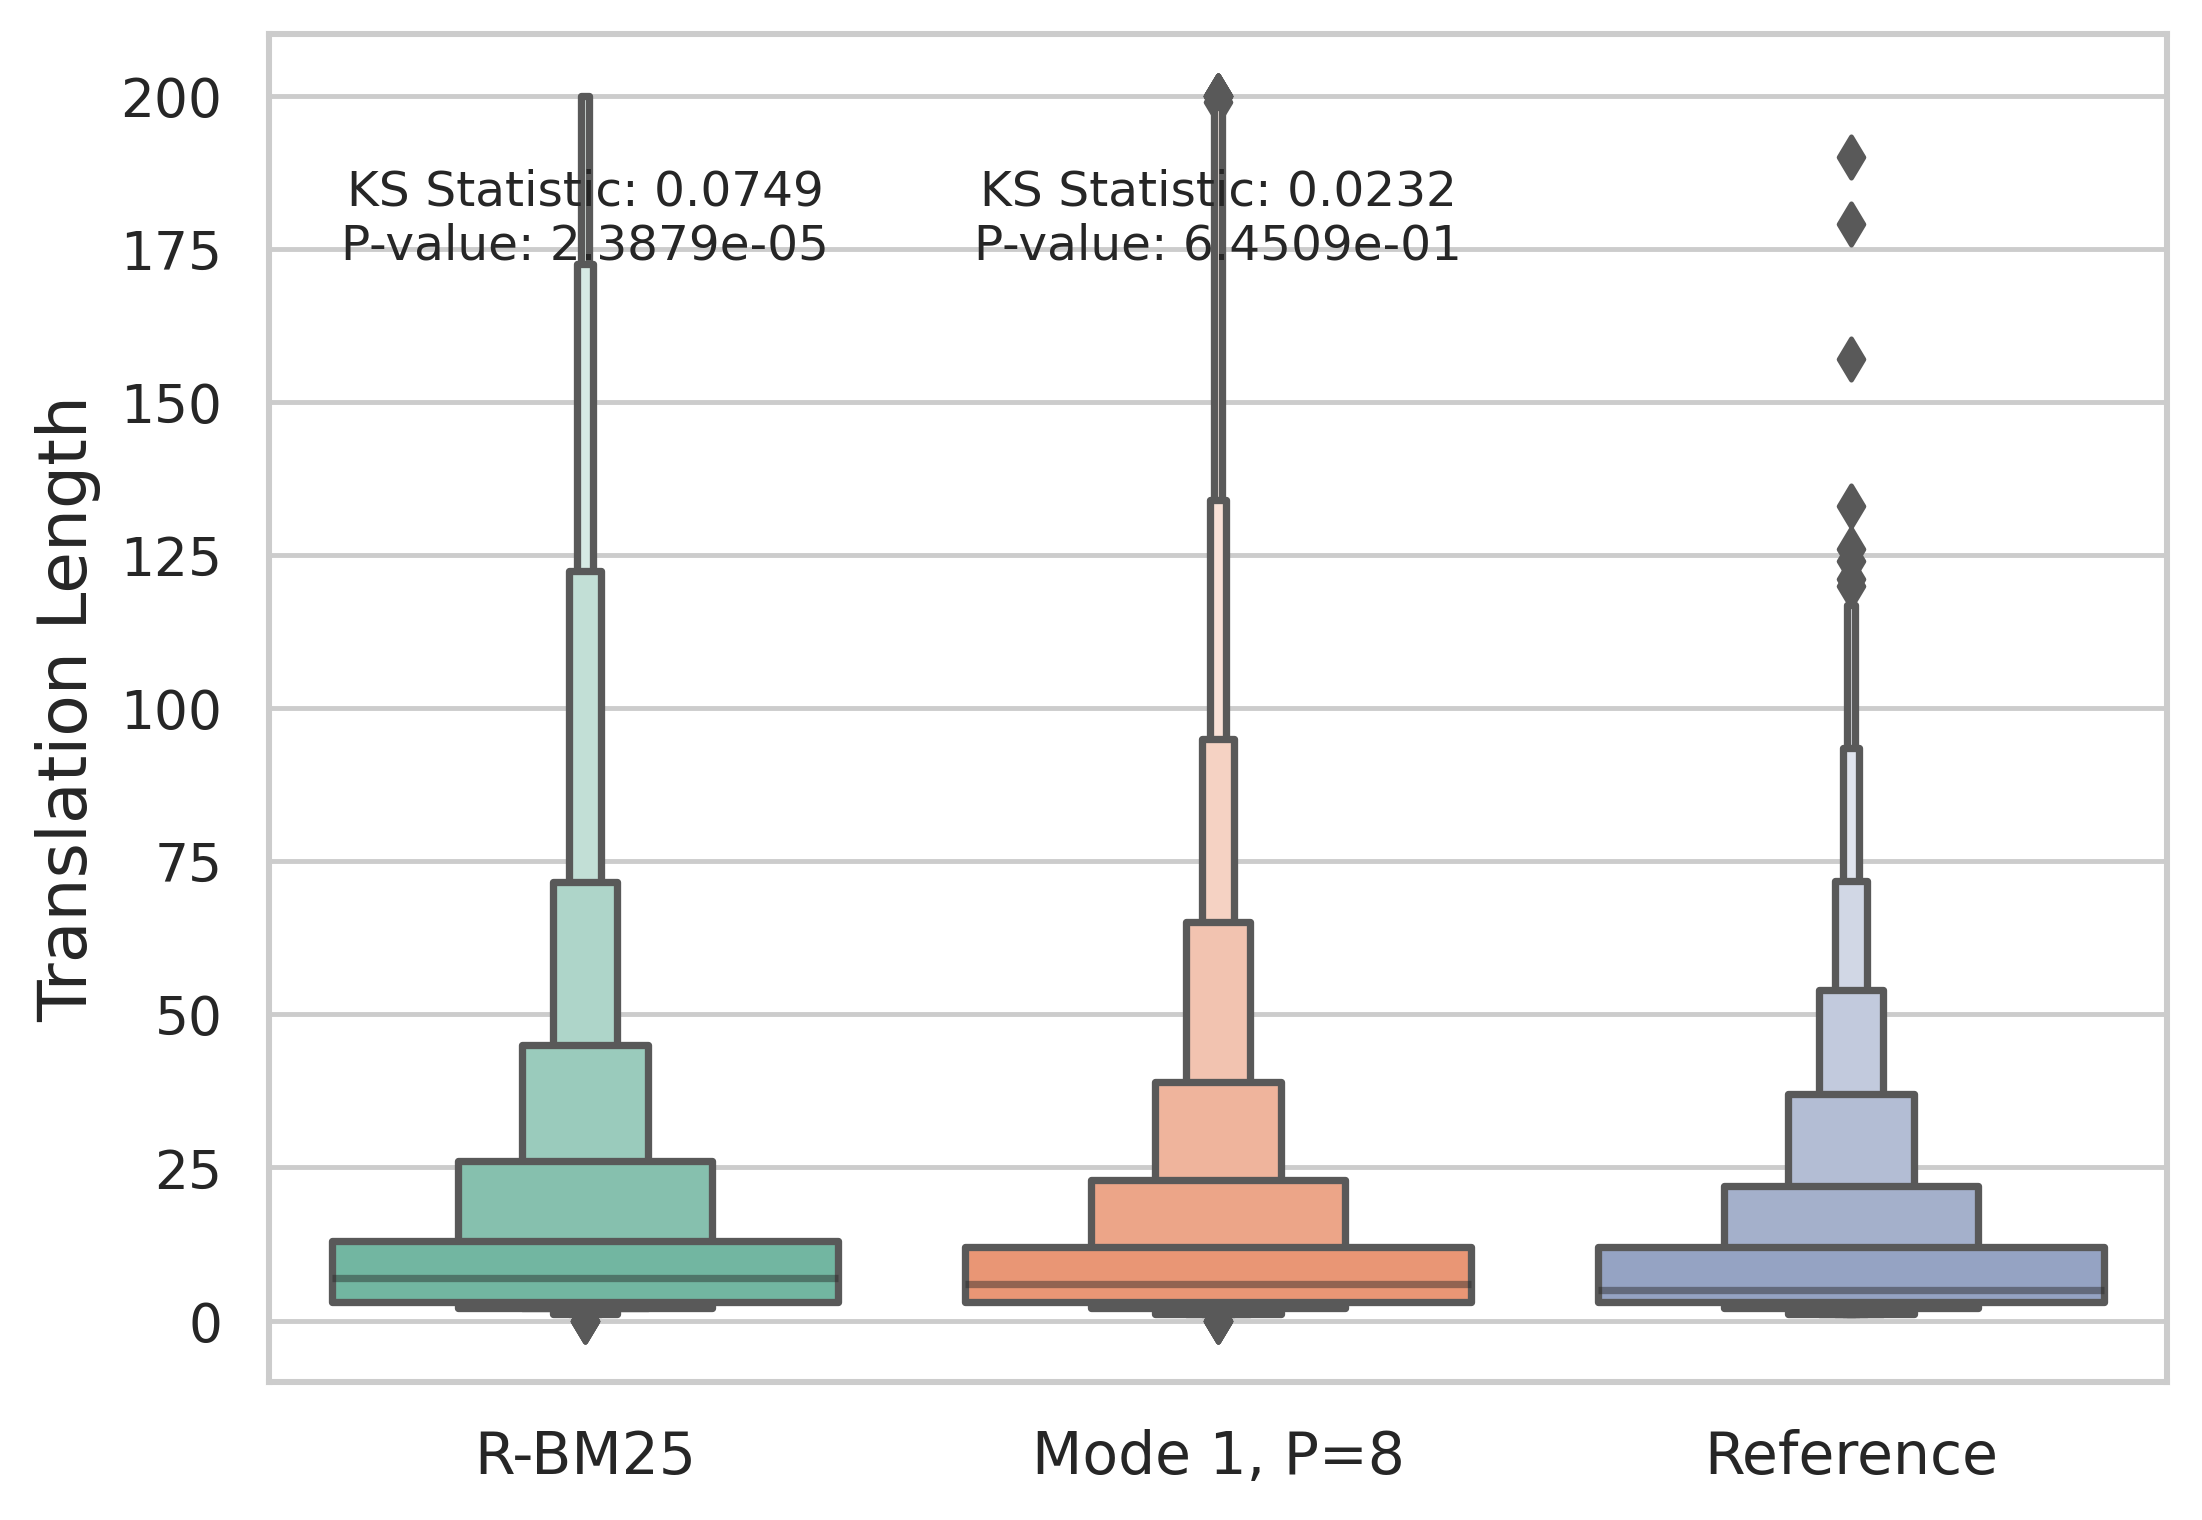 200
175
150
125
100
75
50
25
0
Translation Length
KS Statistic: 0.0749
P-value: 2.3879e-05
KS Statistic: 0.0232
P-value: 6.4509e-01
R-BM25
Mode 1, P=8
Reference